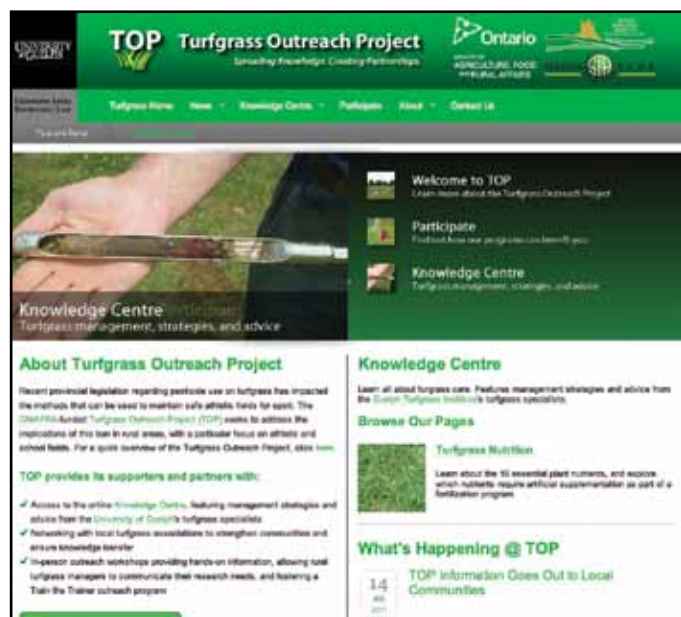 UNIVERSITY
of GUELPH
TOP Turfgrass Outreach Project
Spreading Knowledge. Creating Partnerships.
Ontario
MINISTRY OF
AGRICULTURE, FOOD
AND RURAL AFFAIRS
STA
Turfgrass Home News Knowledge Centre Participate About Contact Us
You are here
Welcome to TOP
Learn more about the Turfgrass Outreach Project
Participate
Find out how our programs can benefit you
Knowledge Centre
Turfgrass management, strategies, and advice
Knowledge Centre
Turfgrass management, strategies, and advice
About Turfgrass Outreach Project
Recent provincial legislation regarding pesticide use on turfgrass has impacted
the methods that can be used to maintain safe athletic fields for sport. The
OMAFRA-funded Turfgrass Outreach Project (TOP) seeks to address the
implications of this ban in rural areas, with a particular focus on athletic and
school fields. For a quick overview of the Turfgrass Outreach Project, click here.
TOP provides its supporters and partners with:
✓ Access to the online Knowledge Centre, featuring management strategies and
advice from the University of Guelph's turfgrass specialists
✓ Networking with local turfgrass associations to strengthen communities and
ensure knowledge transfer
✓ In-person outreach workshops providing hands-on information, allowing rural
turfgrass managers to communicate their research needs, and fostering a
Train the Trainer outreach program
Knowledge Centre
Learn all about turgrass care. Features management strategies and advice from
the Guelph Turfgrass Institute's turfgrass specialists.
Browse Our Pages
Turfgrass Nutrition
Learn about the 16 essential plant nutrients, and explore
which nutrients require artificial supplementation as part of a
fertilization program
What's Happening @ TOP
14
TOP Information Goes Out to Local
Communities